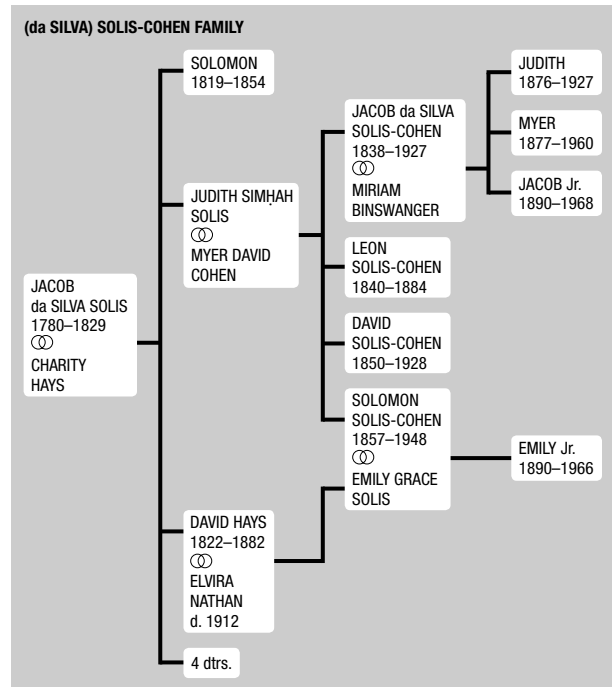 (da SILVA) SOLIS-COHEN FAMILY
SOLOMON
1819–1854
JUDITH SIMḤAH
SOLIS
MYER DAVID
COHEN
JACOB
da SILVA SOLIS
1780–1829
CHARITY
HAYS
DAVID HAYS
1822–1882
ELVIRA
NATHAN
d. 1912
4 dtrs.
JACOB da SILVA
SOLIS-COHEN
1838–1927
MIRIAM
BINSWANGER
LEON
SOLIS-COHEN
1840–1884
DAVID
SOLIS-COHEN
1850–1928
SOLOMON
SOLIS-COHEN
1857–1948
EMILY GRACE
SOLIS
JUDITH
1876–1927
MYER
1877–1960
JACOB Jr.
1890–1968
EMILY Jr.
1890–1966